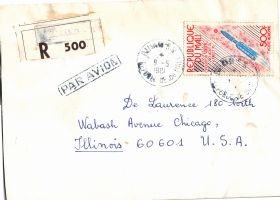 R 500
PAR AVION
REPUBLIQUE
DU MALI
500F
De Laurence 180 North
Wabash Avenue Chicago,
Illinois 60601 U.S.A.